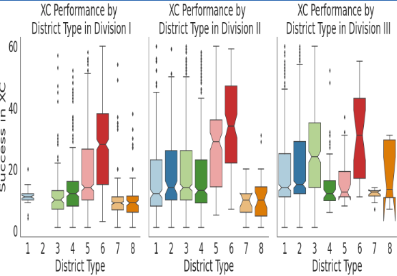 XC Performance by
District Type in Division I
XC Performance by
District Type in Division II
XC Performance by
District Type in Division III
Success in XC
60
40
20
0
1 2 3 4 5 6 7 8
1 2 3 4 5 6 7 8
1 2 3 4 5 6 7 8
District Type
District Type
District Type